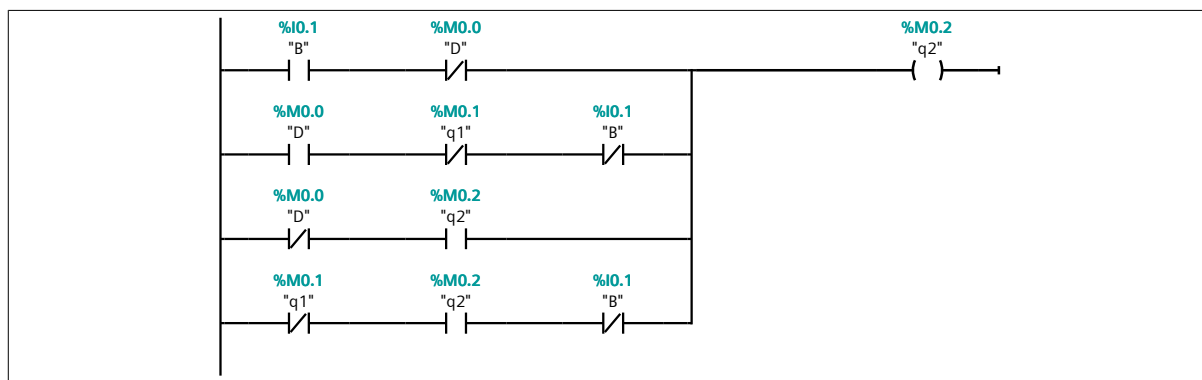 %I0.1 %M0.0 %M0.2
"B" "D" "q2"
%M0.0 %M0.1 %I0.1
"D" "q1" "B"
%M0.0 %M0.2
"D" "q2"
%M0.1 %M0.2 %I0.1
"q1" "q2" "B"